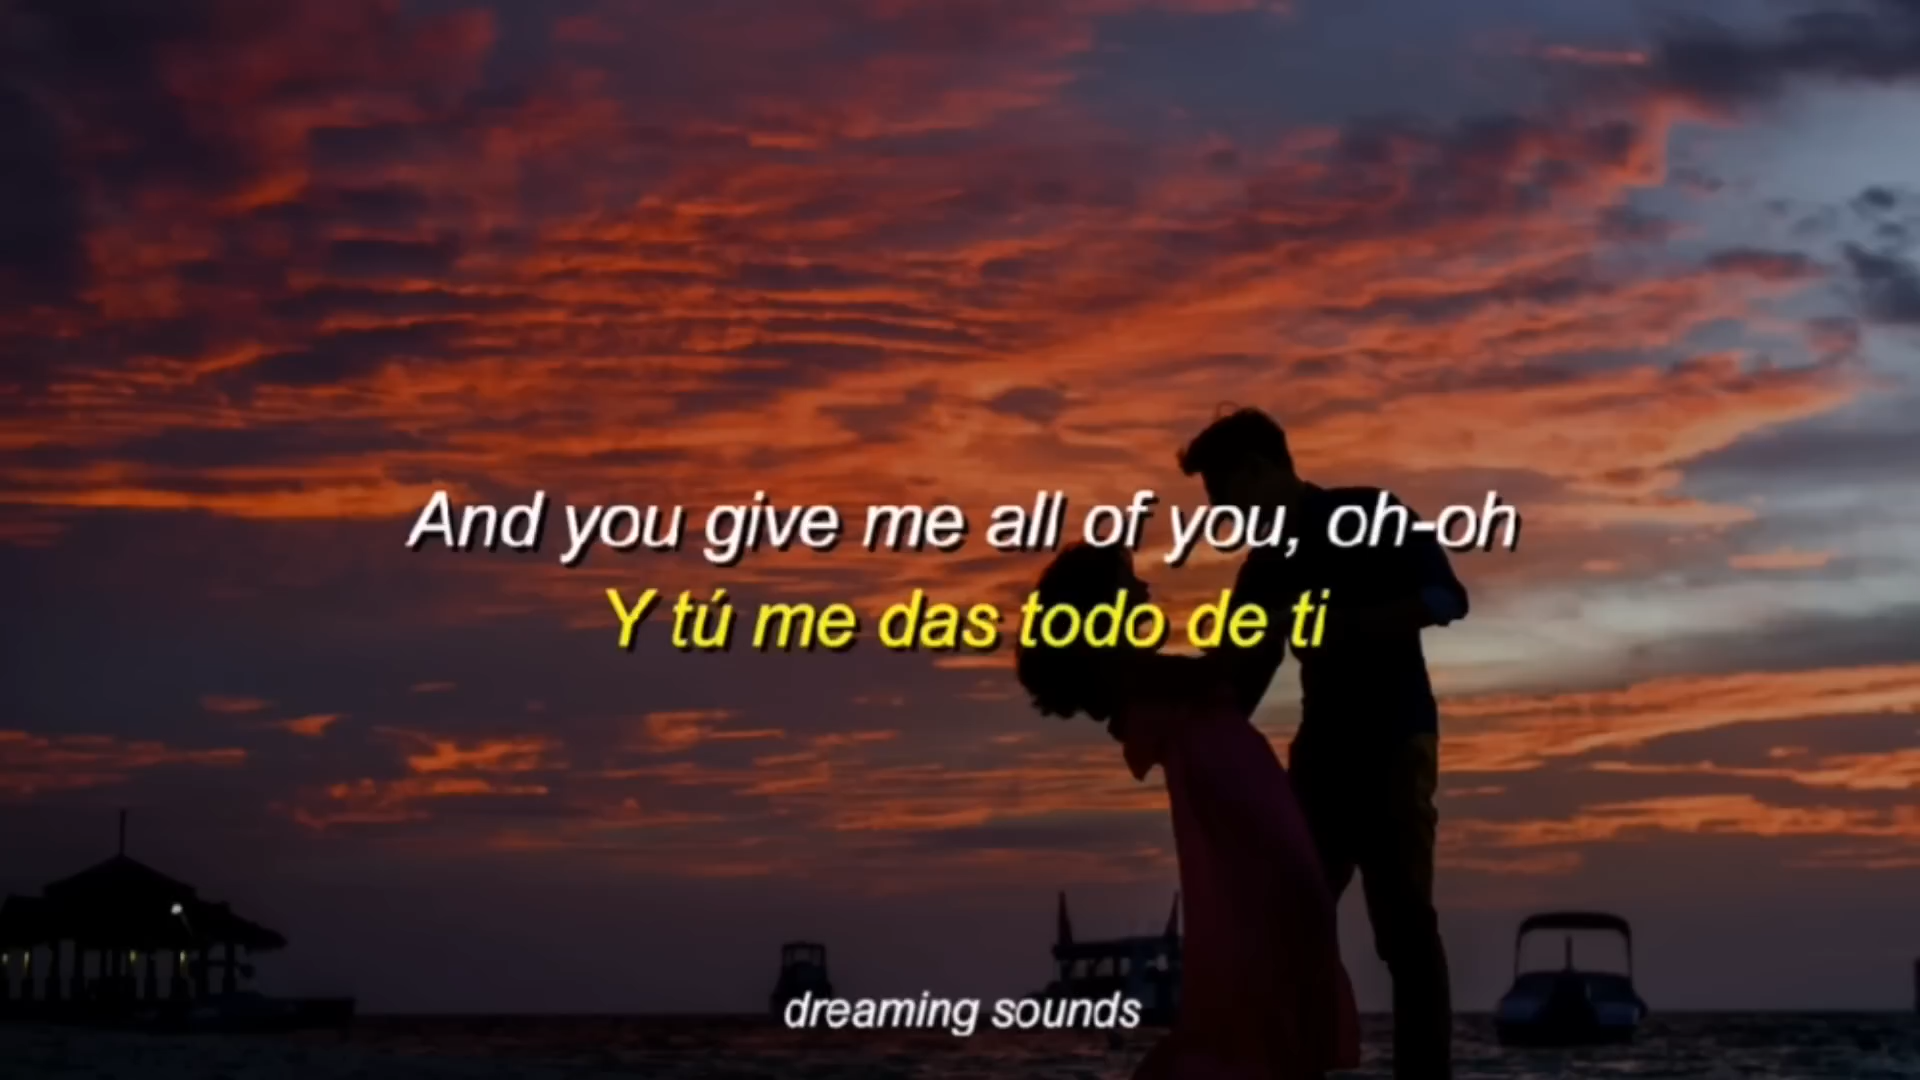 And you give me all of you, oh-oh
Y tú me das todo de ti
dreaming sounds